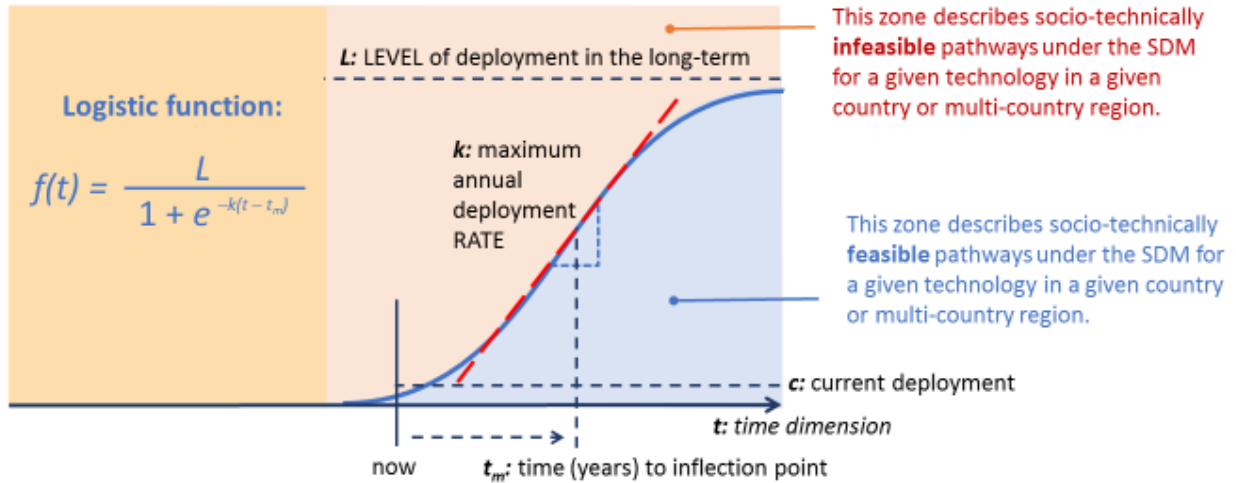 This zone describes socio-technically
infeasible pathways under the SDM
for a given technology in a given
country or multi-country region.
L: LEVEL of deployment in the long-term
Logistic function:
f(t) = L / 1 + e^-k(t – t_m)
k: maximum
annual
deployment
RATE
This zone describes socio-technically
feasible pathways under the SDM for
a given technology in a given country
or multi-country region.
c: current deployment
t: time dimension
now
t_m: time (years) to inflection point